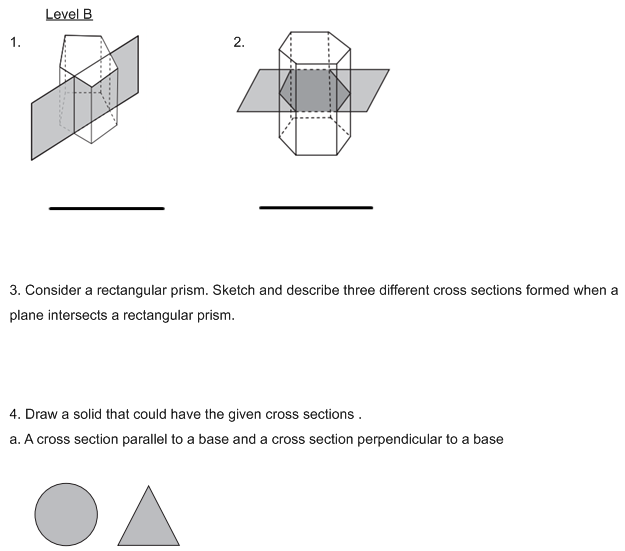 Level B
1.
2.
3. Consider a rectangular prism. Sketch and describe three different cross sections formed when a
plane intersects a rectangular prism.
4. Draw a solid that could have the given cross sections .
a. A cross section parallel to a base and a cross section perpendicular to a base